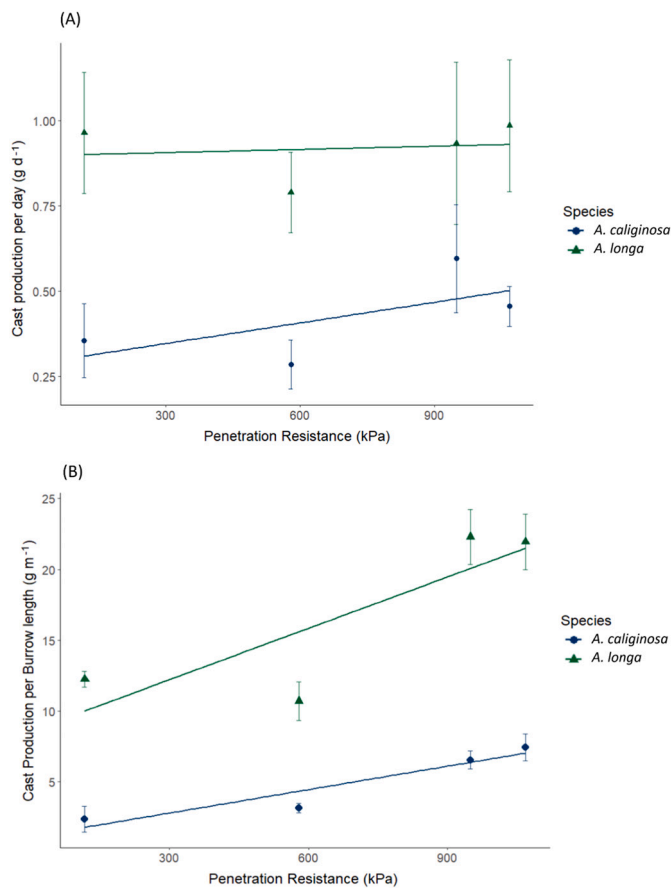 (A)
Cast production per day (g d⁻¹)
1.00
0.75
0.50
0.25
300
600
900
Penetration Resistance (kPa)
Species
A. caliginosa
A. longa
(B)
Cast Production per Burrow length (g m⁻¹)
25
20
15
10
5
300
600
900
Penetration Resistance (kPa)
Species
A. caliginosa
A. longa